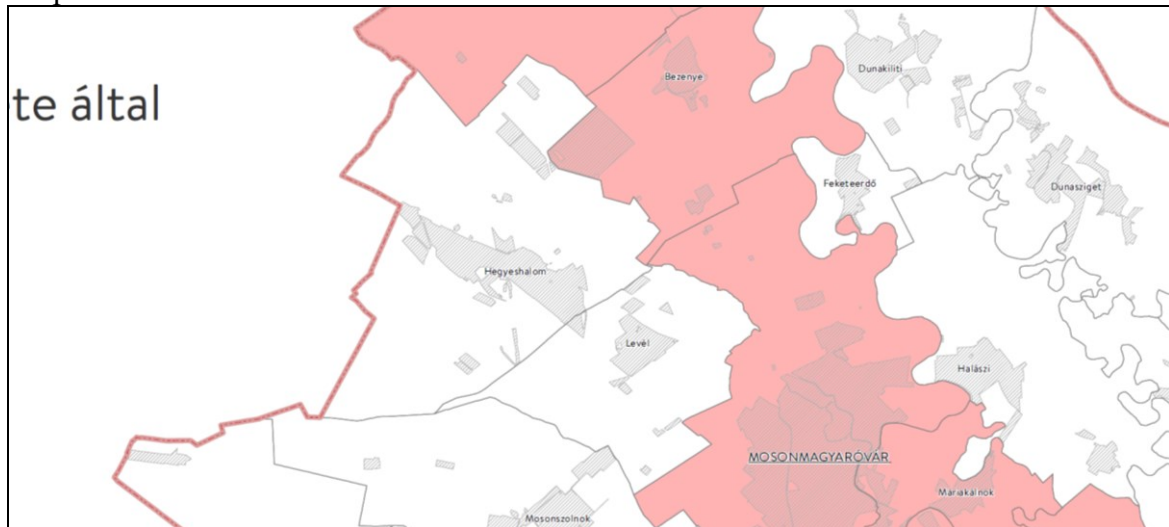 te által
Bezenye
Dunakiliti
Feketeerdő
Dunasziget
Hegyeshalom
Levél
Halászi
MOSONMAGYARÓVÁR
Máriakálnok
Mosonszolnok